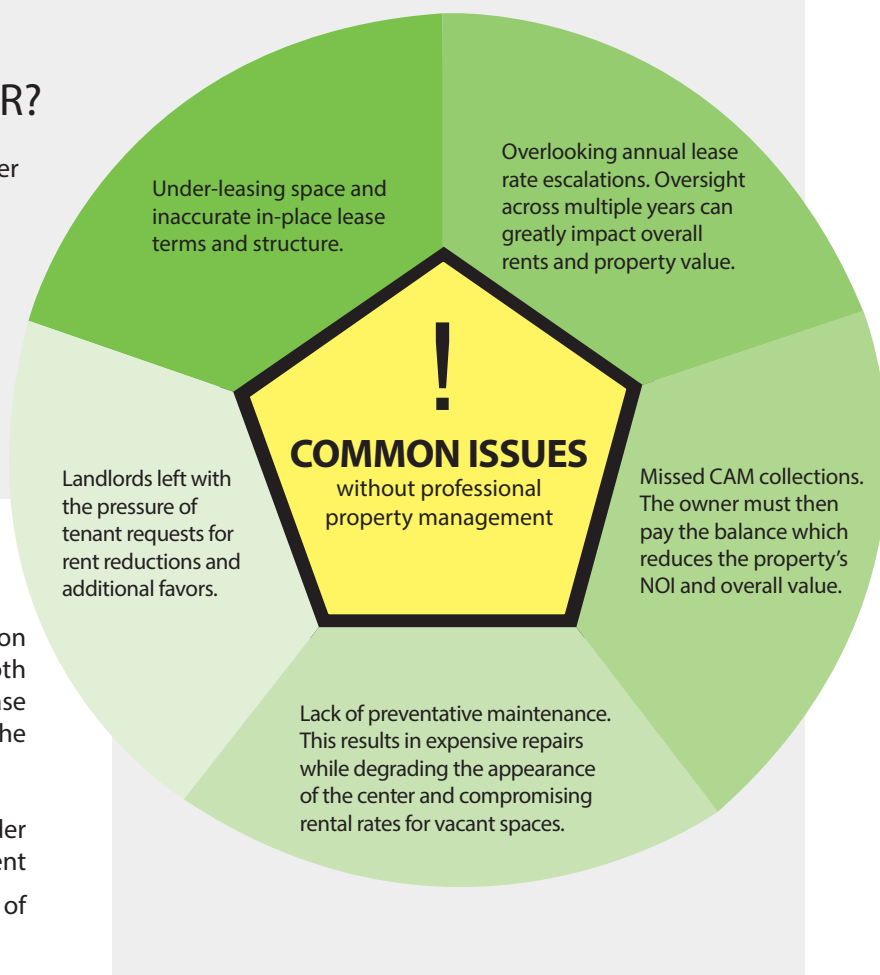 R?
er
Under-leasing space and
inaccurate in-place lease
terms and structure.
Overlooking annual lease
rate escalations. Oversight
across multiple years can
greatly impact overall
rents and property value.
!
COMMON ISSUES
without professional
property management
Missed CAM collections.
The owner must then
pay the balance which
reduces the property's
NOI and overall value.
Landlords left with
the pressure of
tenant requests for
rent reductions and
additional favors.
Lack of preventative maintenance.
This results in expensive repairs
while degrading the appearance
of the center and compromising
rental rates for vacant spaces.
on
oth
ase
he
der
ent
of